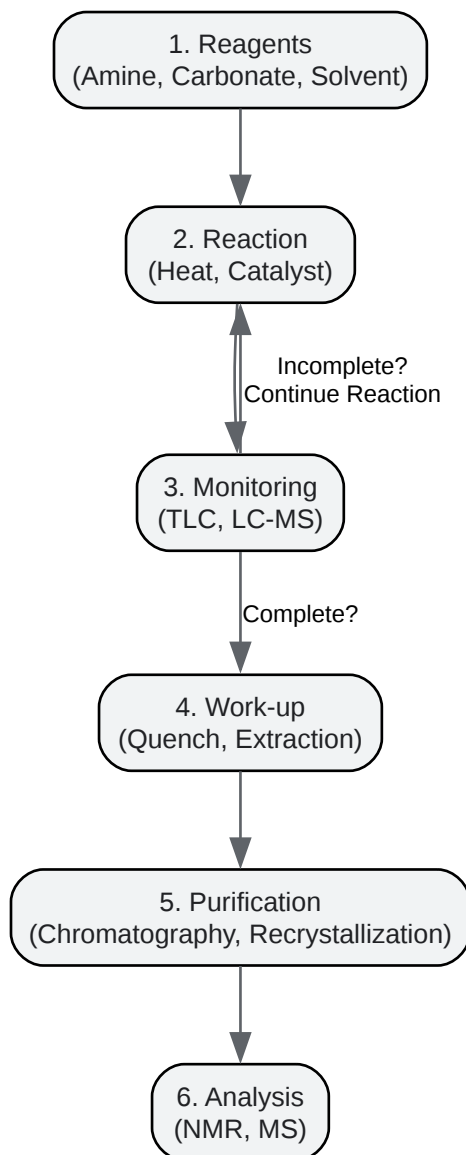 1. Reagents
(Amine, Carbonate, Solvent)
2. Reaction
(Heat, Catalyst)
Incomplete?
Continue Reaction
3. Monitoring
(TLC, LC-MS)
Complete?
4. Work-up
(Quench, Extraction)
5. Purification
(Chromatography, Recrystallization)
6. Analysis
(NMR, MS)